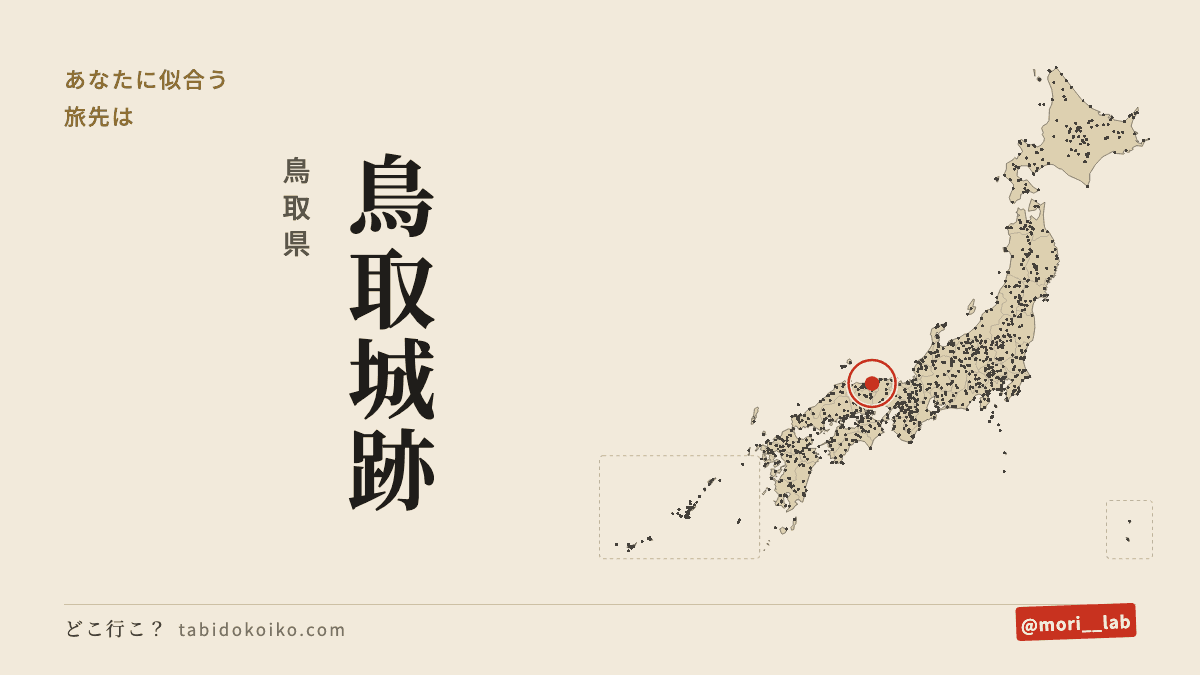 あなたに似合う
旅先は
鳥取城跡
鳥取県
どこ行こ？ tabidokoiko.com
@mori__lab